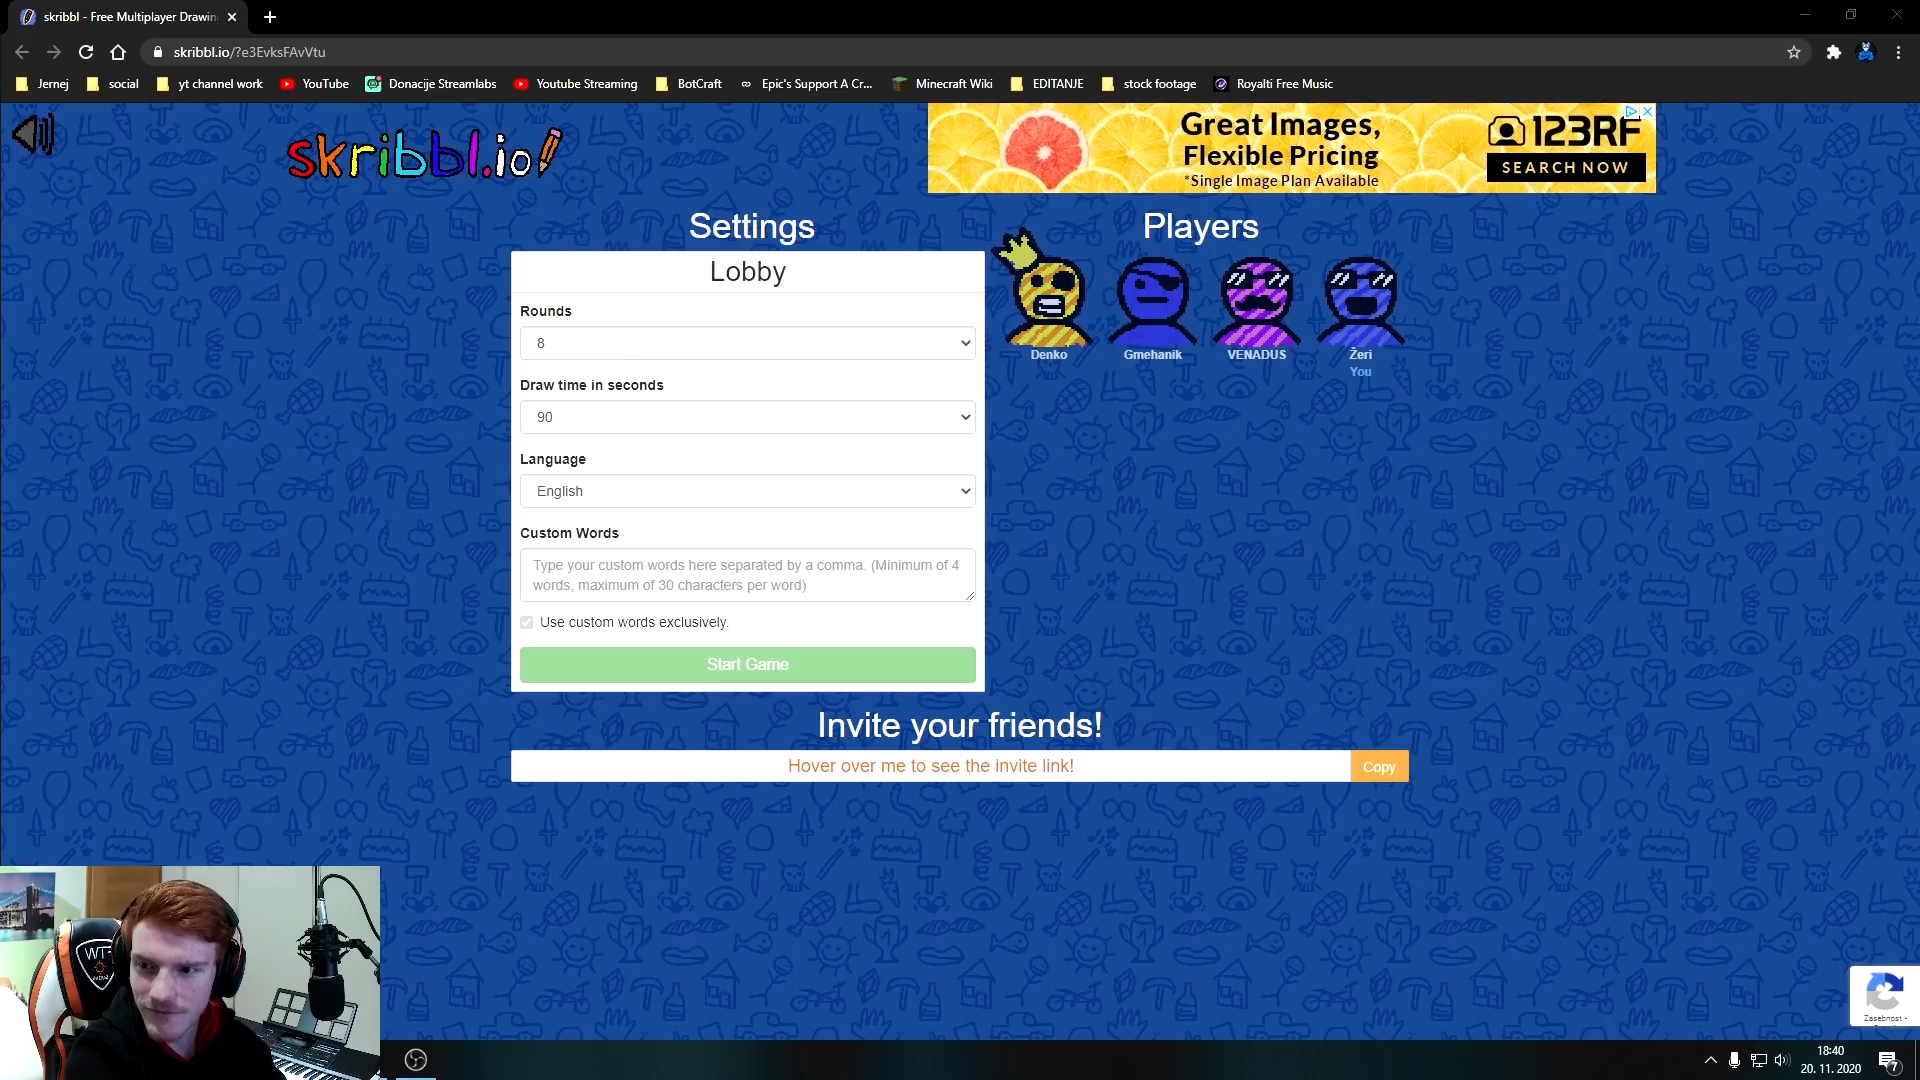 skribbl - Free Multiplayer Drawin
skribbl.io/?e3EvksFAvVtu
Jernej
social
yt channel work
YouTube
Donacije Streamlabs
Youtube Streaming
BotCraft
Epic's Support A Cr...
Minecraft Wiki
EDITANJE
stock footage
Royalti Free Music
skribbl.io
Great Images,
Flexible Pricing
*Single Image Plan Available
123RF
SEARCH NOW
Settings
Players
Lobby
Rounds
8
Draw time in seconds
90
Language
English
Custom Words
Type your custom words here separated by a comma. (Minimum of 4
words, maximum of 30 characters per word)
Use custom words exclusively.
Start Game
Denko
Gmehanik
VENADUS
Žeri
You
Invite your friends!
Hover over me to see the invite link!
Copy
Zasebnost -
18:40
20. 11. 2020
7